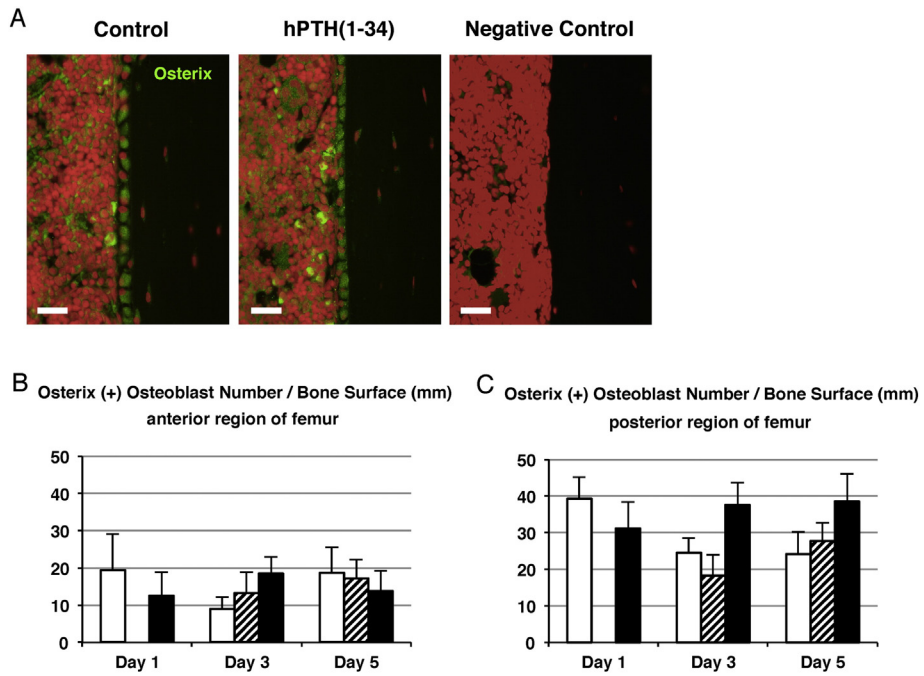 A
Control
hPTH(1-34)
Negative Control
Osterix
B
Osterix (+) Osteoblast Number / Bone Surface (mm)
anterior region of femur
50
40
30
20
10
0
Day 1
Day 3
Day 5
C
Osterix (+) Osteoblast Number / Bone Surface (mm)
posterior region of femur
50
40
30
20
10
0
Day 1
Day 3
Day 5